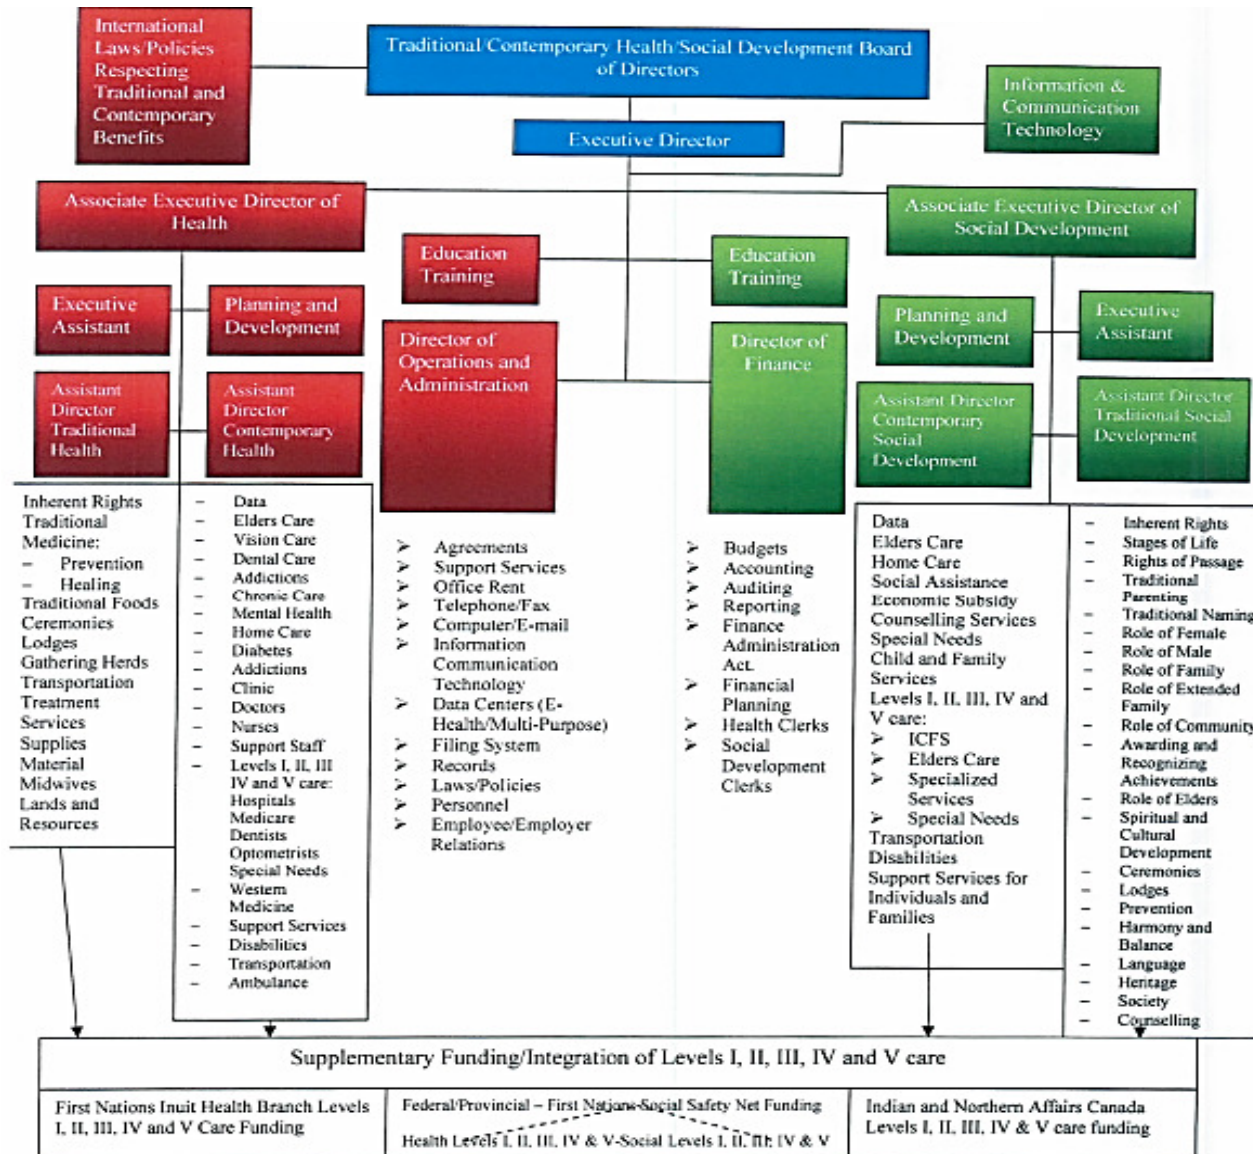 International
Laws/Policies
Respecting
Traditional and
Contemporary
Benefits
Traditional/Contemporary Health/Social Development Board
of Directors
Information &
Communication
Technology
Executive Director
Associate Executive Director of
Health
Associate Executive Director of
Social Development
Education
Training
Education
Training
Executive
Assistant
Planning and
Development
Planning and
Development
Executive
Assistant
Director of
Operations and
Administration
Director of
Finance
Assistant
Director
Traditional
Health
Assistant
Director
Contemporary
Health
Assistant Director
Contemporary
Social
Development
Assistant Director
Traditional Social
Development
Inherent Rights
Traditional
Medicine:
– Prevention
– Healing
Traditional Foods
Ceremonies
Lodges
Gathering Herds
Transportation
Treatment
Services
Supplies
Material
Midwives
Lands and
Resources
– Data
– Elders Care
– Vision Care
– Dental Care
– Addictions
– Chronic Care
– Mental Health
– Home Care
– Diabetes
– Addictions
– Clinic
– Doctors
– Nurses
– Support Staff
– Levels I, II, III
IV and V care:
Hospitals
Medicare
Dentists
Optometrists
Special Needs
– Western
Medicine
– Support Services
– Disabilities
– Transportation
– Ambulance
➢ Agreements
➢ Support Services
➢ Office Rent
➢ Telephone/Fax
➢ Computer/E-mail
➢ Information
Communication
Technology
➢ Data Centers (E-
Health/Multi-Purpose)
➢ Filing System
➢ Records
➢ Laws/Policies
➢ Personnel
➢ Employee/Employer
Relations
➢ Budgets
➢ Accounting
➢ Auditing
➢ Reporting
➢ Finance
Administration
Act.
➢ Financial
Planning
➢ Health Clerks
➢ Social
Development
Clerks
Data
Elders Care
Home Care
Social Assistance
Economic Subsidy
Counselling Services
Special Needs
Child and Family
Services
Levels I, II, III, IV and
V care:
➢ ICFS
➢ Elders Care
➢ Specialized
Services
➢ Special Needs
Transportation
Disabilities
Support Services for
Individuals and
Families
– Inherent Rights
– Stages of Life
– Rights of Passage
– Traditional
Parenting
– Traditional Naming
– Role of Female
– Role of Male
– Role of Family
– Role of Extended
Family
– Role of Community
– Awarding and
Recognizing
Achievements
– Role of Elders
– Spiritual and
Cultural
Development
– Ceremonies
– Lodges
– Prevention
– Harmony and
Balance
– Language
– Heritage
– Society
– Counselling
Supplementary Funding/Integration of Levels I, II, III, IV and V care
First Nations Inuit Health Branch Levels
I, II, III, IV and V Care Funding
Federal/Provincial – First Nations-Social Safety Net Funding
Health Levels I, II, III, IV & V-Social Levels I, II, III, IV & V
Indian and Northern Affairs Canada
Levels I, II, III, IV & V care funding